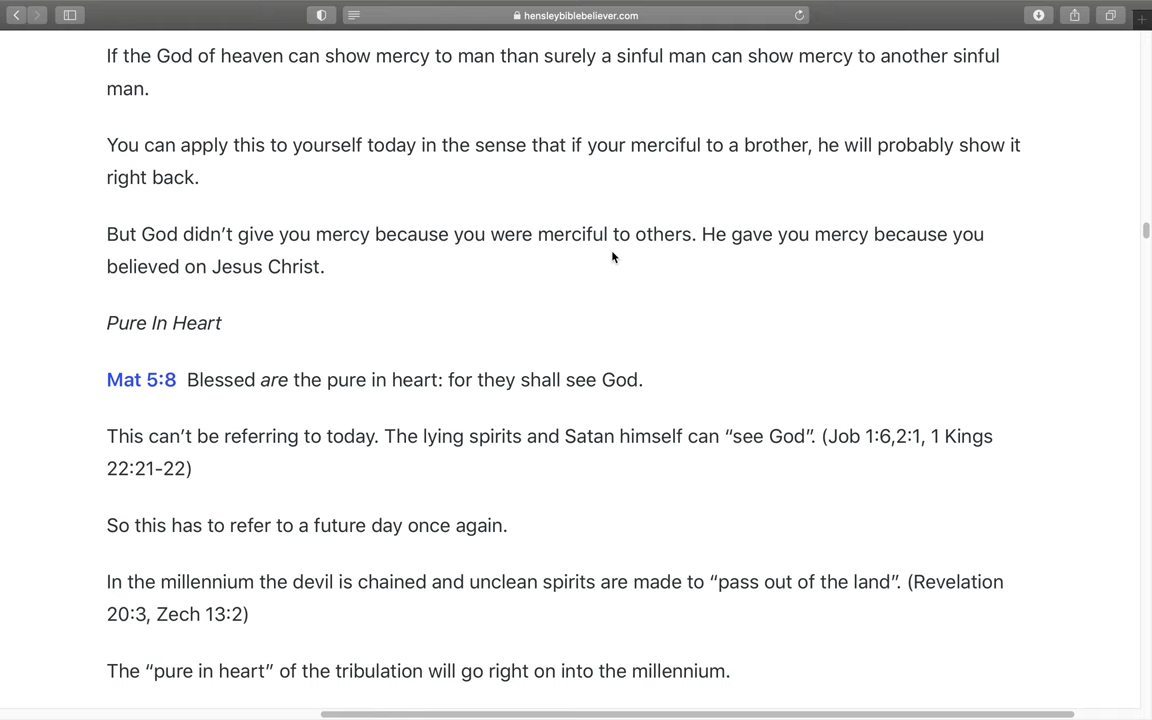 hensleybiblebeliever.com
If the God of heaven can show mercy to man than surely a sinful man can show mercy to another sinful
man.
You can apply this to yourself today in the sense that if your merciful to a brother, he will probably show it
right back.
But God didn’t give you mercy because you were merciful to others. He gave you mercy because you
believed on Jesus Christ.
Pure In Heart
Mat 5:8 Blessed are the pure in heart: for they shall see God.
This can’t be referring to today. The lying spirits and Satan himself can “see God”. (Job 1:6,2:1, 1 Kings
22:21-22)
So this has to refer to a future day once again.
In the millennium the devil is chained and unclean spirits are made to “pass out of the land”. (Revelation
20:3, Zech 13:2)
The “pure in heart” of the tribulation will go right on into the millennium.